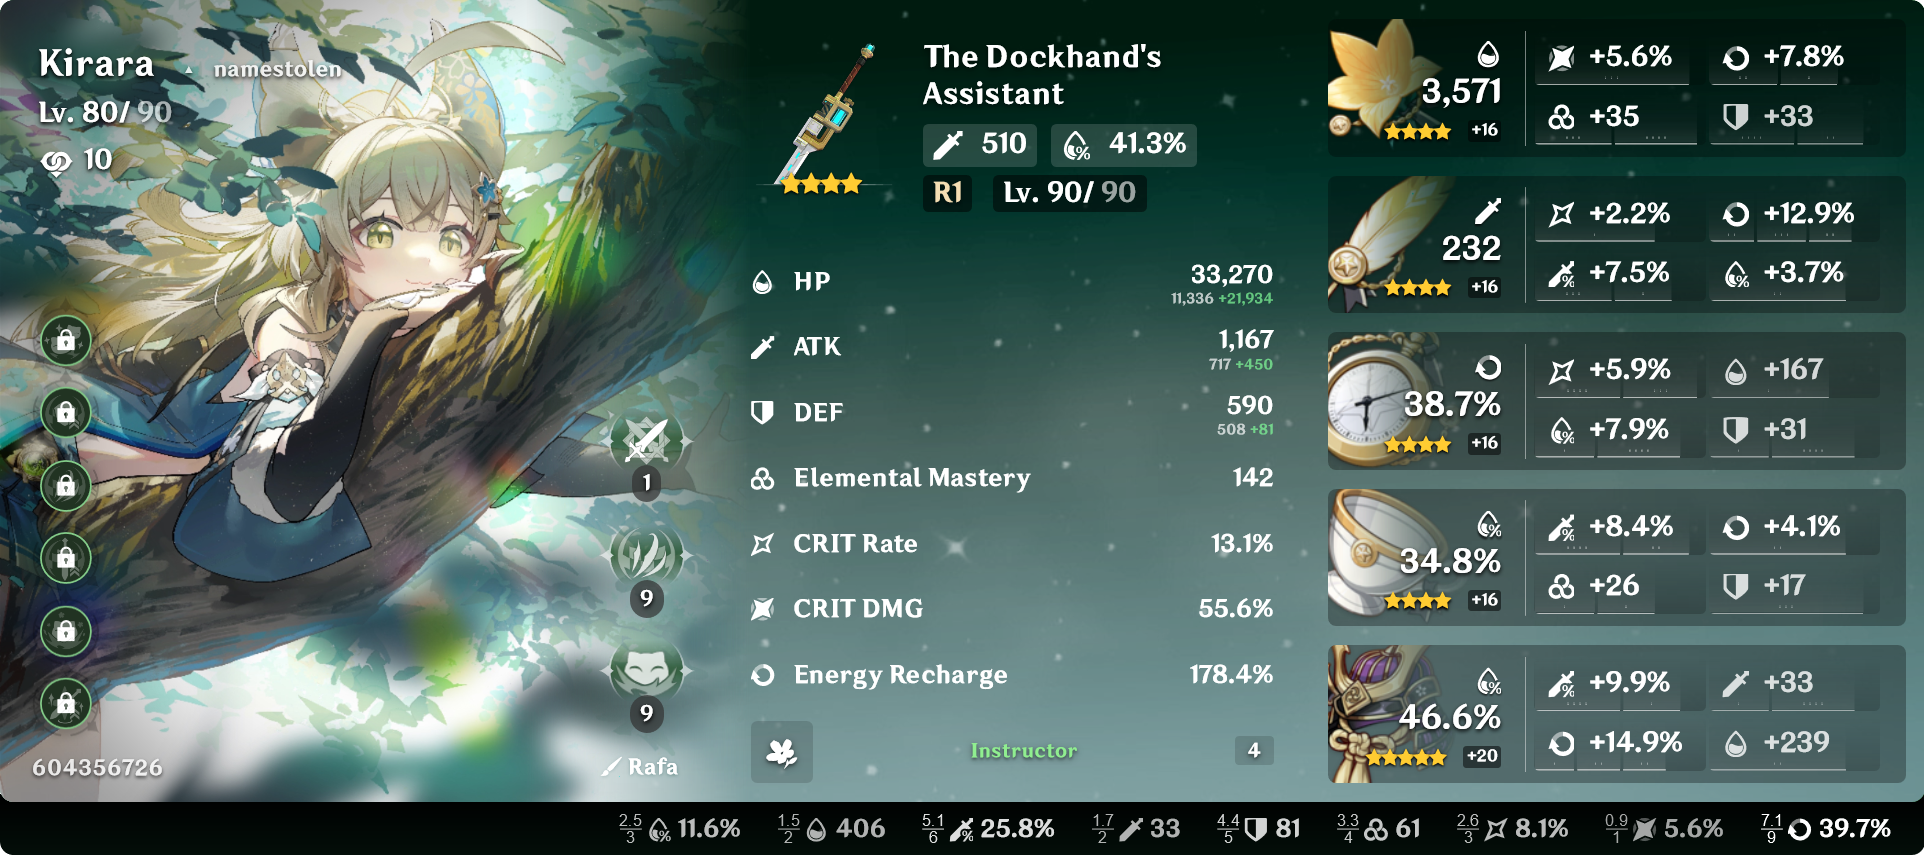 Kirara namestolen
Lv. 80/ 90
10
1
9
9
604356726
Rafa
The Dockhand's
Assistant
510 41.3%
R1 Lv. 90/ 90
HP 33,270
11,336 +21,934
ATK 1,167
717 +450
DEF 590
508 +81
Elemental Mastery 142
CRIT Rate 13.1%
CRIT DMG 55.6%
Energy Recharge 178.4%
Instructor 4
3,571
+16
+5.6% +7.8%
+35 +33
232
+16
+2.2% +12.9%
+7.5% +3.7%
38.7%
+16
+5.9% +167
+7.9% +31
34.8%
+16
+8.4% +4.1%
+26 +17
46.6%
+20
+9.9% +33
+14.9% +239
2.5 3 11.6% 1.5 2 406 5.1 6 25.8% 1.7 2 33 4.4 5 81 3.3 4 61 2.6 3 8.1% 0.9 1 5.6% 7.1 9 39.7%